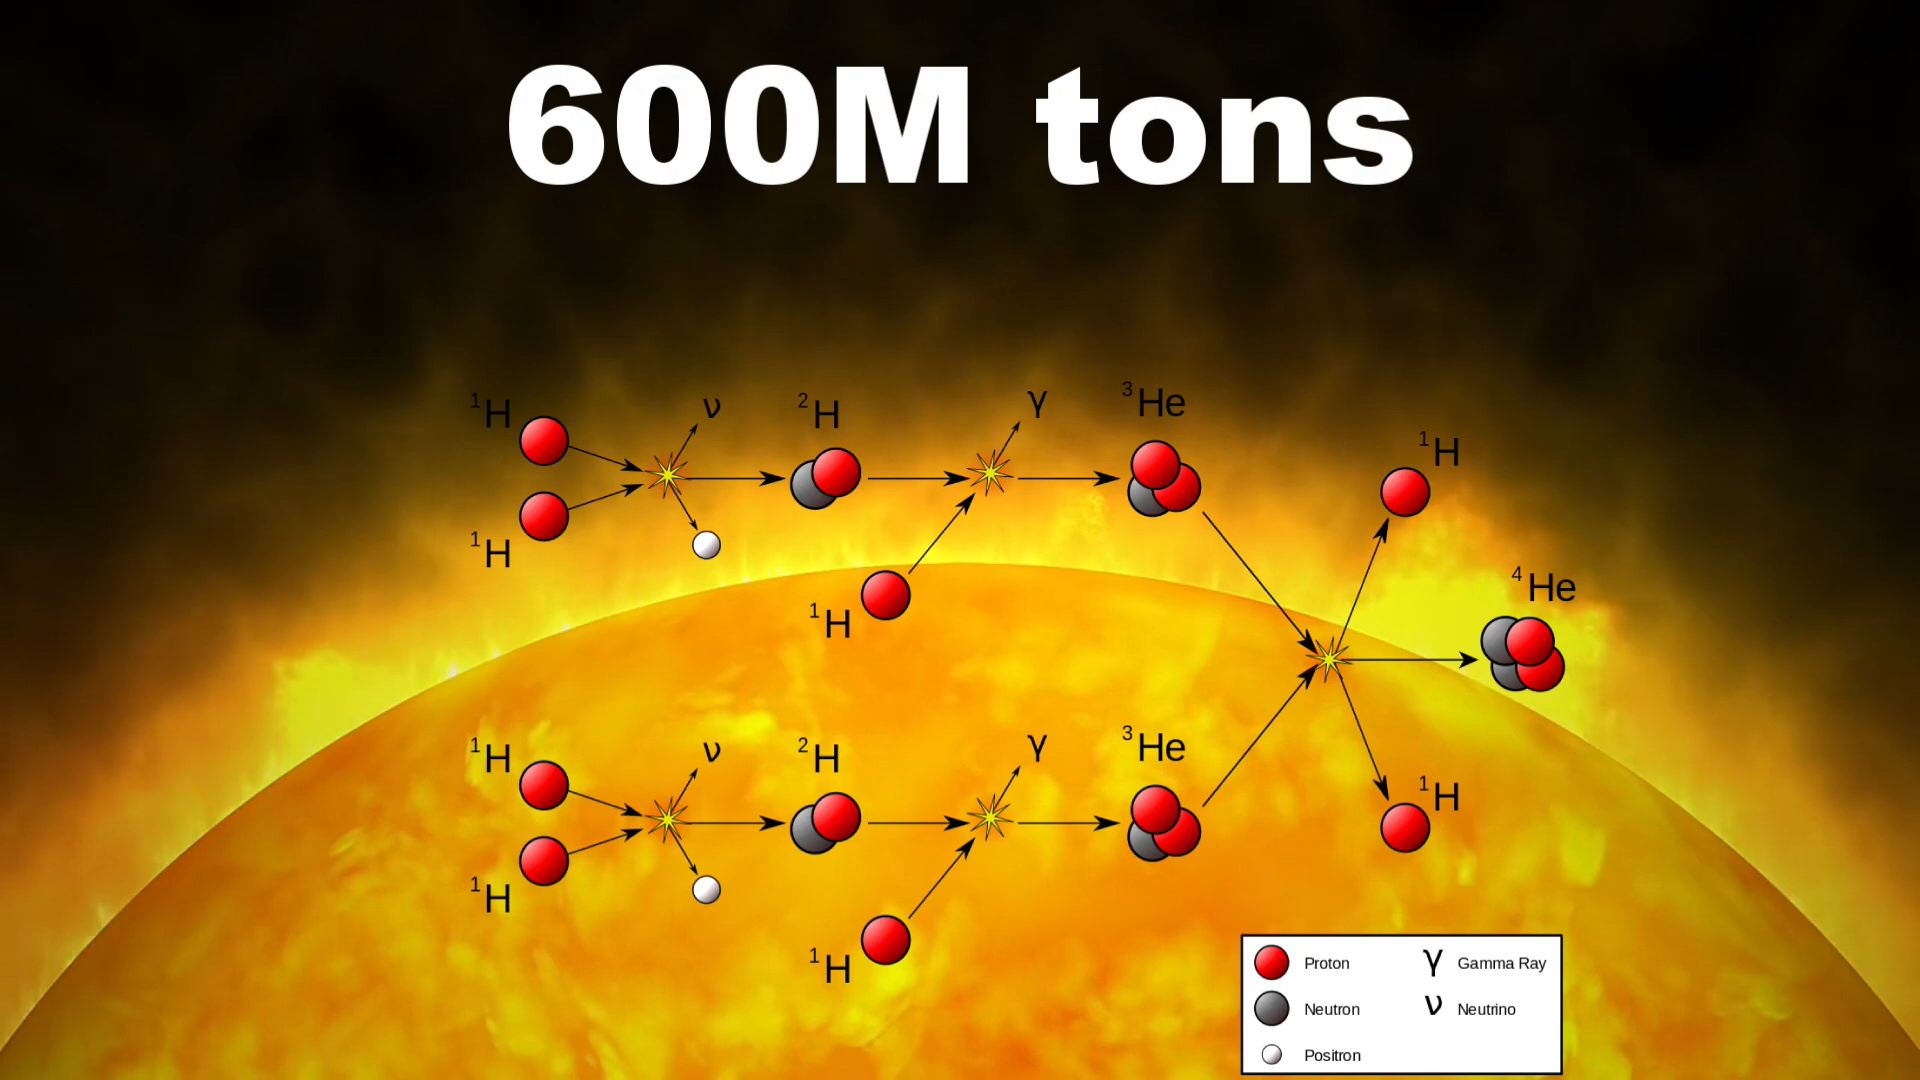 600M tons
¹H
ν
²H
γ
³He
¹H
¹H
¹H
⁴He
¹H
ν
²H
γ
³He
¹H
¹H
¹H
Proton
γ Gamma Ray
Neutron
ν Neutrino
Positron